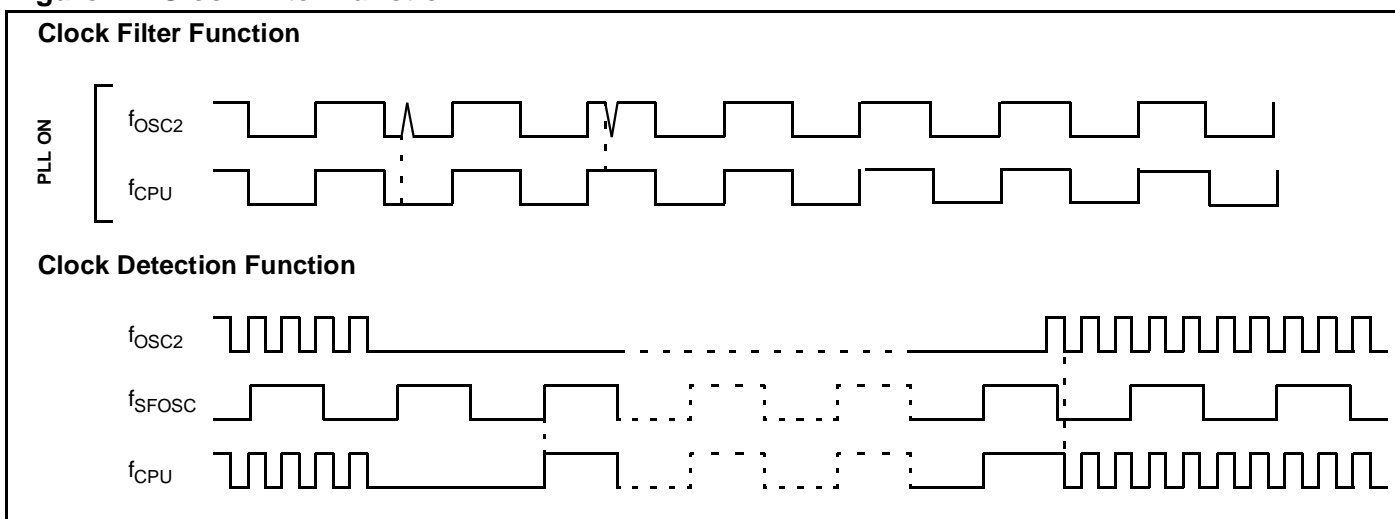 Clock Filter Function
PLL ON
fOSC2
fCPU
Clock Detection Function
fOSC2
fSFOSC
fCPU